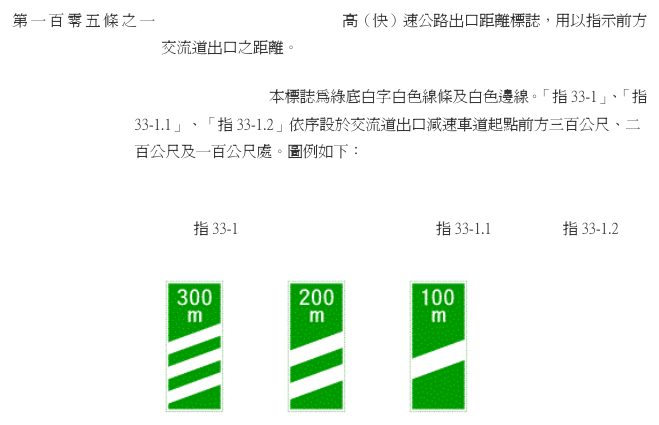 第一百零五條之一 高（快）速公路出口距離標誌，用以指示前方
交流道出口之距離。
本標誌爲綠底白字白色線條及白色邊線。「指 33-1」、「指
33-1.1」、「指 33-1.2」依序設於交流道出口減速車道起點前方三百公尺、二
百公尺及一百公尺處。圖例如下：
指 33-1 指 33-1.1 指 33-1.2
300 200 100
m m m